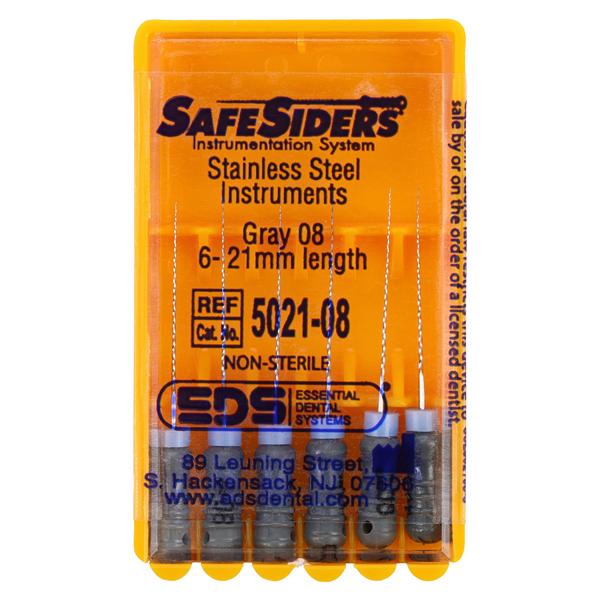 SAFESIDERS®
Instrumentation System
Stainless Steel
Instruments
Gray 08
6- 21mm length
REF
Cat. No.
5021-08
NON-STERILE
EDS
ESSENTIAL
DENTAL
SYSTEMS
89 Leuning Street,
S. Hackensack, NJ, 07606
www.edsdental.com
sale by or on the order of a licensed dentist.